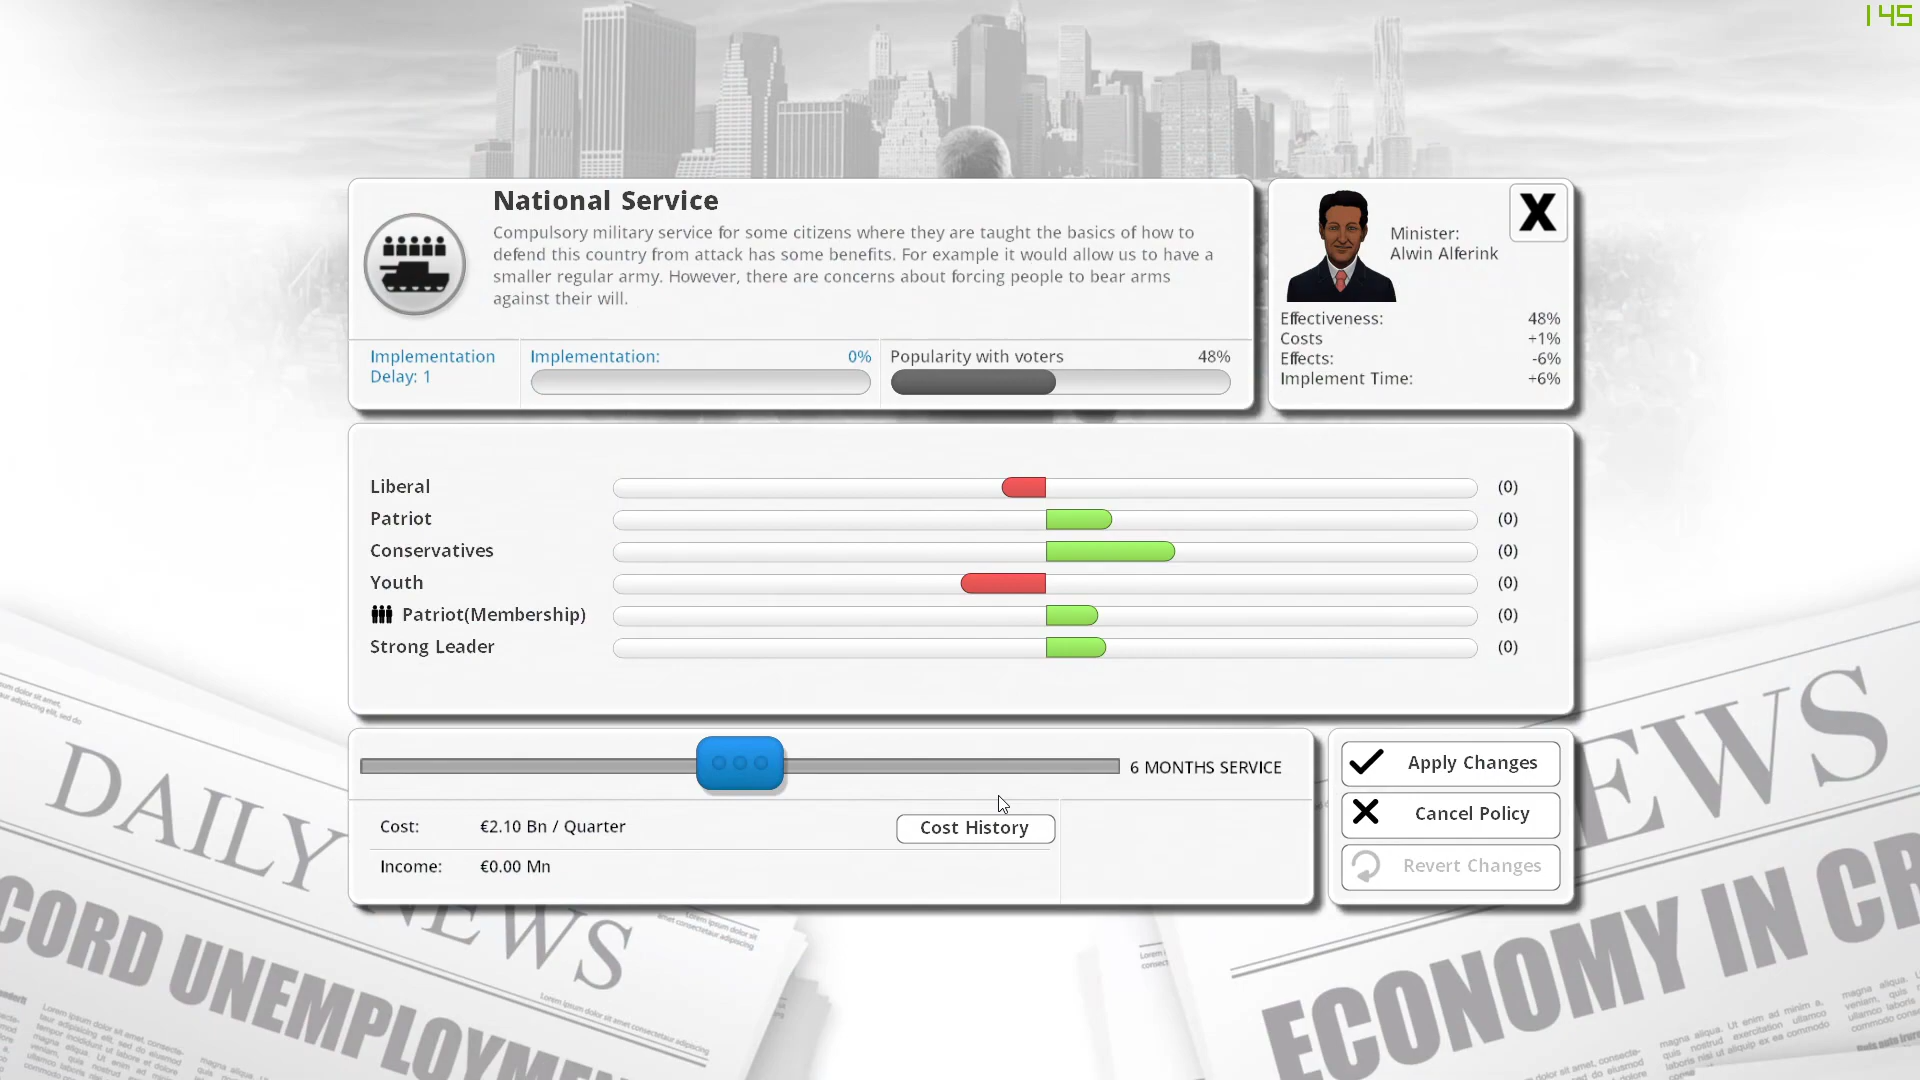 145
National Service
Compulsory military service for some citizens where they are taught the basics of how to
defend this country from attack has some benefits. For example it would allow us to have a
smaller regular army. However, there are concerns about forcing people to bear arms
against their will.
Implementation
Delay: 1
Implementation: 0%
Popularity with voters 48%
X
Minister:
Alwin Alferink
Effectiveness: 48%
Costs +1%
Effects: -6%
Implement Time: +6%
Liberal (0)
Patriot (0)
Conservatives (0)
Youth (0)
Patriot(Membership) (0)
Strong Leader (0)
6 MONTHS SERVICE
Cost: €2.10 Bn / Quarter
Cost History
Income: €0.00 Mn
Apply Changes
Cancel Policy
Revert Changes
DAILY NEWS
CORD UNEMPLOYME
EWS
ECONOMY IN CR